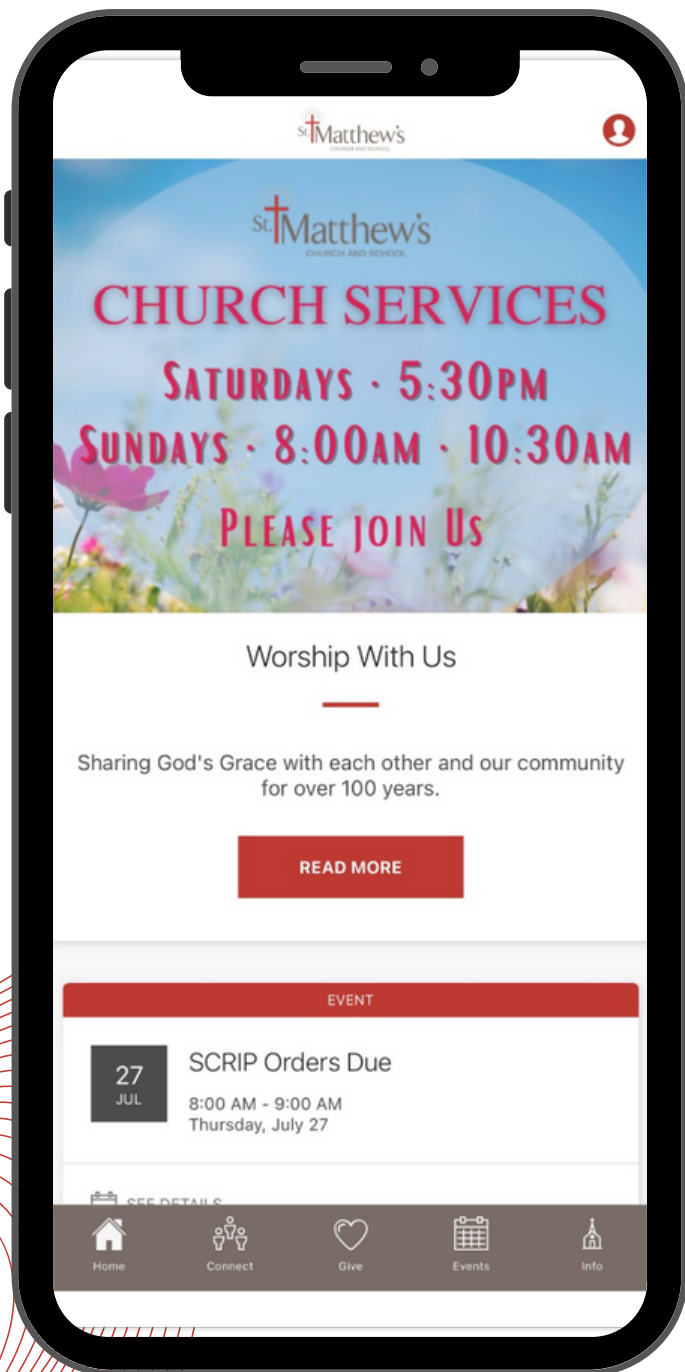 St. Matthew's
CHURCH AND SCHOOL
St. Matthew's
CHURCH AND SCHOOL
CHURCH SERVICES
SATURDAYS · 5:30PM
SUNDAYS · 8:00AM · 10:30AM
PLEASE JOIN US
Worship With Us
Sharing God's Grace with each other and our community
for over 100 years.
READ MORE
EVENT
27
JUL
SCRIP Orders Due
8:00 AM - 9:00 AM
Thursday, July 27
SEE DETAILS
Home Connect Give Events Info